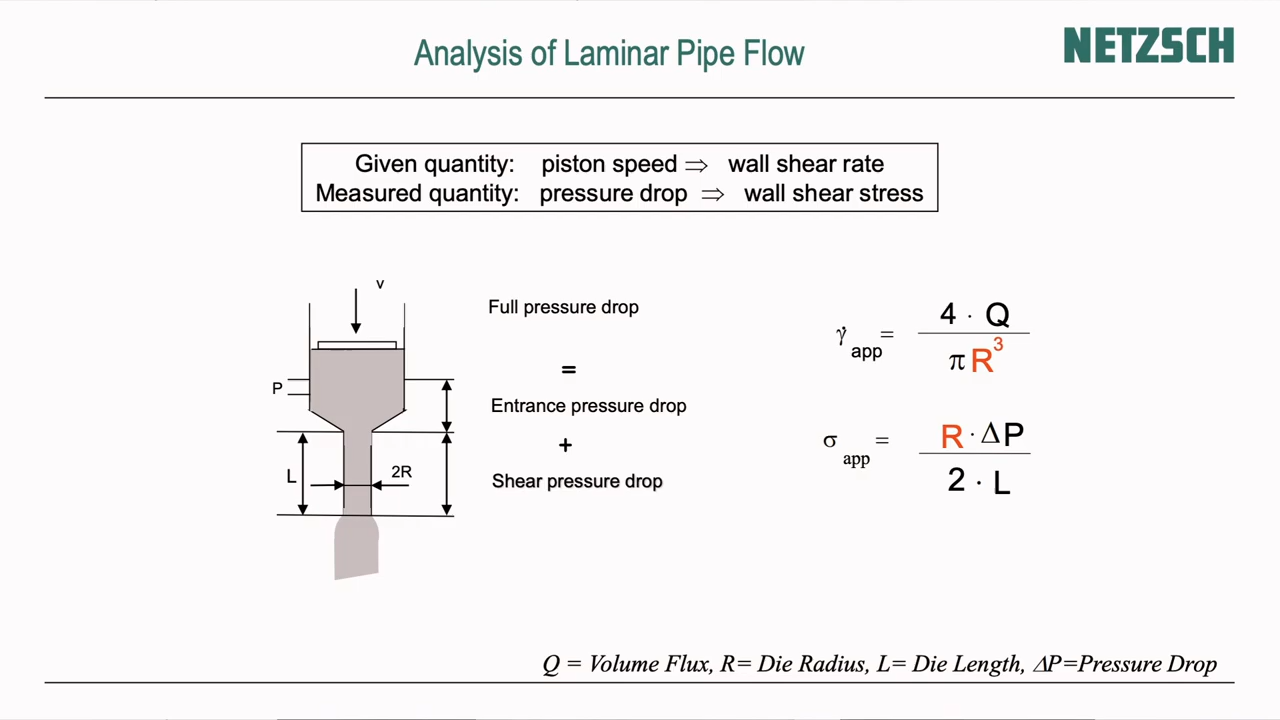 Analysis of Laminar Pipe Flow
NETZSCH
Given quantity: piston speed ⇒ wall shear rate
Measured quantity: pressure drop ⇒ wall shear stress
v
P
L
2R
Full pressure drop
=
Entrance pressure drop
+
Shear pressure drop
γ̇ app = 4 · Q / π R³
σ app = R · ΔP / 2 · L
Q = Volume Flux, R= Die Radius, L= Die Length, ΔP=Pressure Drop